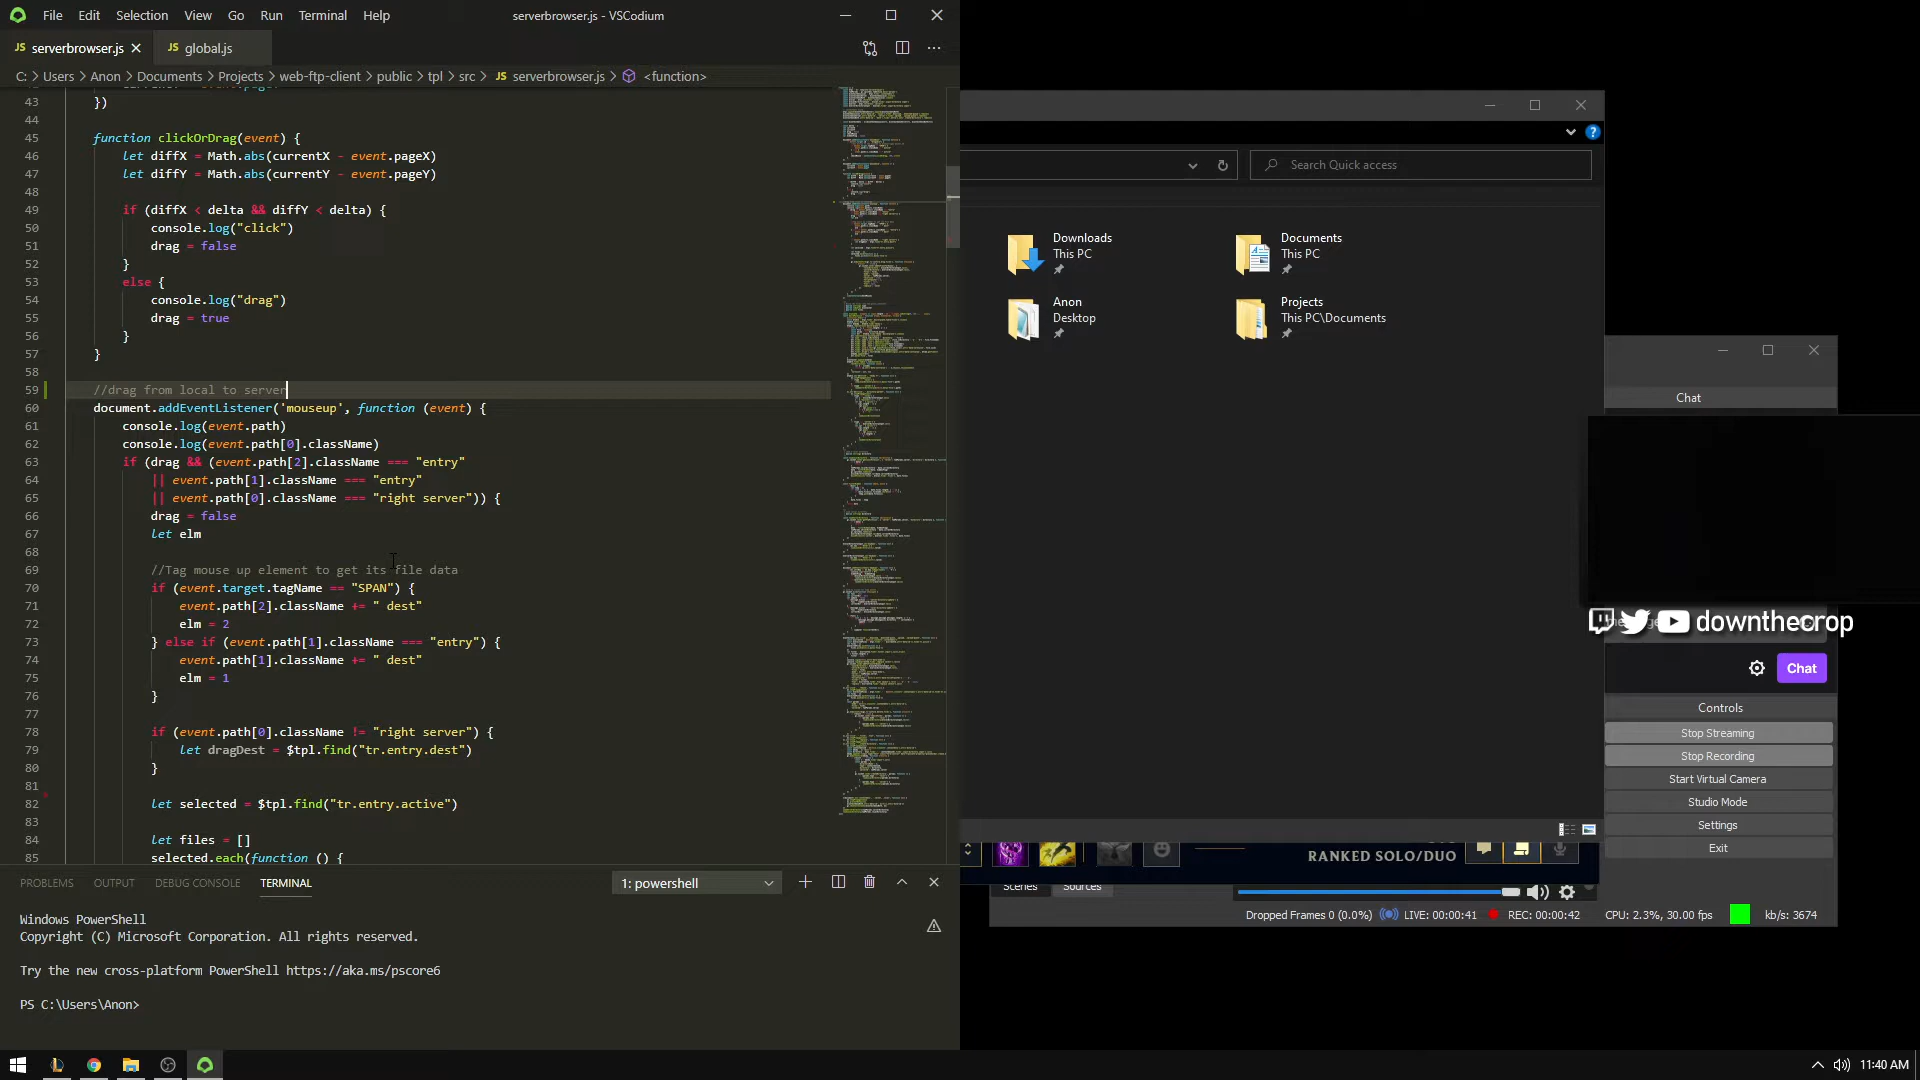 File Edit Selection View Go Run Terminal Help
serverbrowser.js - VSCodium
JS serverbrowser.js
JS global.js
C: > Users > Anon > Documents > Projects > web-ftp-client > public > tpl > src > JS serverbrowser.js > <function>
43 })
44
45 function clickOrDrag(event) {
46 let diffX = Math.abs(currentX - event.pageX)
47 let diffY = Math.abs(currentY - event.pageY)
48
49 if (diffX < delta && diffY < delta) {
50 console.log("click")
51 drag = false
52 }
53 else {
54 console.log("drag")
55 drag = true
56 }
57 }
58
59 //drag from local to server
60 document.addEventListener('mouseup', function (event) {
61 console.log(event.path)
62 console.log(event.path[0].className)
63 if (drag && (event.path[2].className === "entry"
64 || event.path[1].className === "entry"
65 || event.path[0].className === "right server")) {
66 drag = false
67 let elm
68
69 //Tag mouse up element to get its file data
70 if (event.target.tagName == "SPAN") {
71 event.path[2].className += " dest"
72 elm = 2
73 } else if (event.path[1].className === "entry") {
74 event.path[1].className += " dest"
75 elm = 1
76 }
77
78 if (event.path[0].className != "right server") {
79 let dragDest = $tpl.find("tr.entry.dest")
80 }
81
82 let selected = $tpl.find("tr.entry.active")
83
84 let files = []
85 selected.each(function () {
PROBLEMS OUTPUT DEBUG CONSOLE TERMINAL
1: powershell
Windows PowerShell
Copyright (C) Microsoft Corporation. All rights reserved.
Try the new cross-platform PowerShell https://aka.ms/pscore6
PS C:\Users\Anon>
Search Quick access
Downloads
This PC
Documents
This PC
Anon
Desktop
Projects
This PC\Documents
Chat
downthecrop
Chat
Controls
Stop Streaming
Stop Recording
Start Virtual Camera
Studio Mode
Settings
Exit
RANKED SOLO/DUO
Scenes
Sources
Dropped Frames 0 (0.0%) LIVE: 00:00:41 REC: 00:00:42 CPU: 2.3%, 30.00 fps kb/s: 3674
11:40 AM